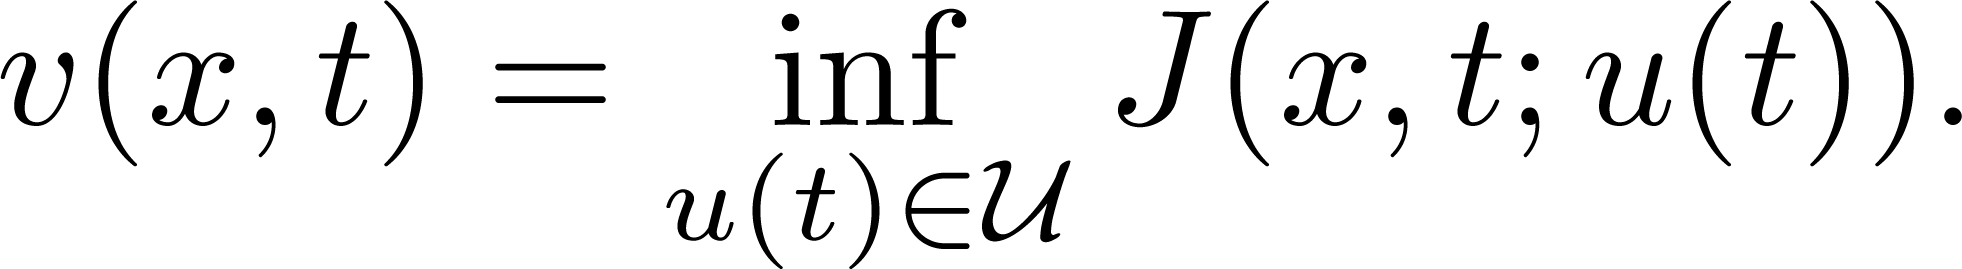 v(x, t) = inf J(x, t; u(t)).
u(t)∈𝒰